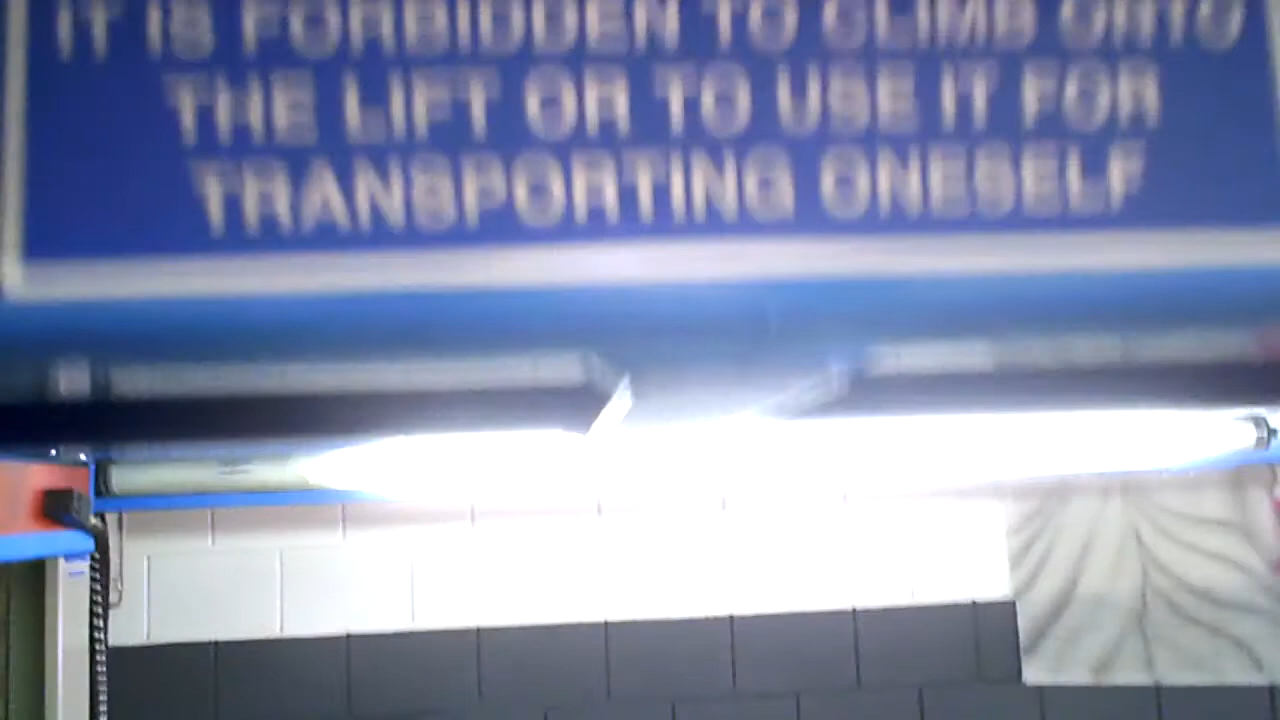 IT IS FORBIDDEN TO CLIMB ONTO
THE LIFT OR TO USE IT FOR
TRANSPORTING ONESELF